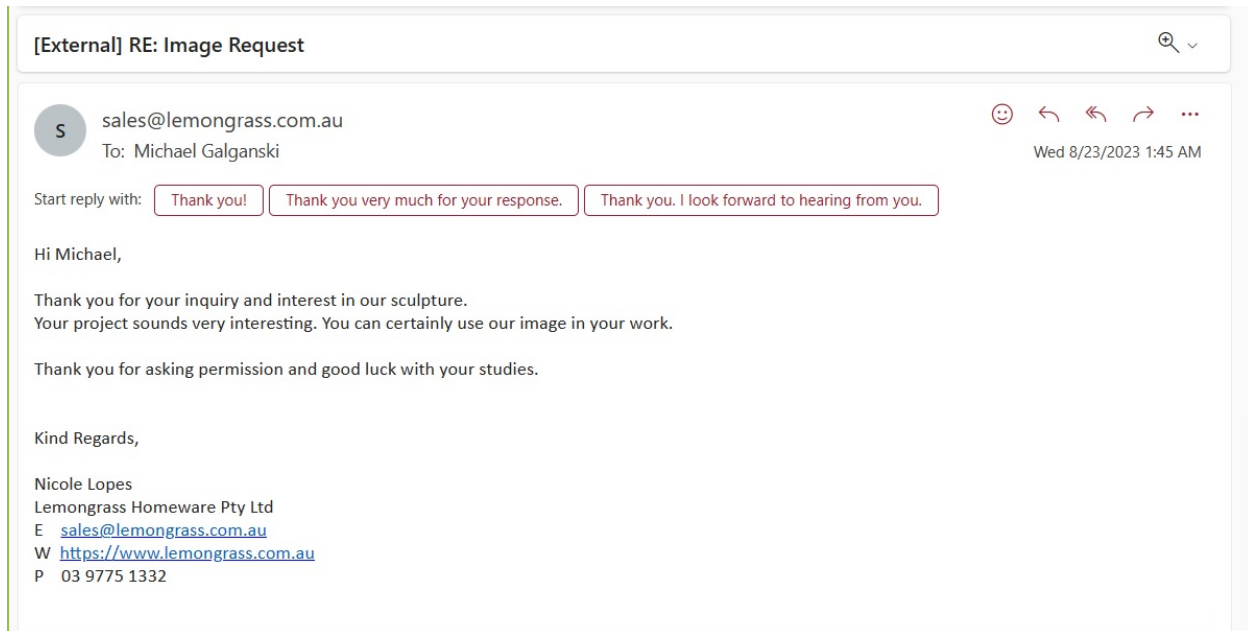 [External] RE: Image Request
S
sales@lemongrass.com.au
To: Michael Galganski
Wed 8/23/2023 1:45 AM
Start reply with: Thank you! Thank you very much for your response. Thank you. I look forward to hearing from you.
Hi Michael,
Thank you for your inquiry and interest in our sculpture.
Your project sounds very interesting. You can certainly use our image in your work.
Thank you for asking permission and good luck with your studies.
Kind Regards,
Nicole Lopes
Lemongrass Homeware Pty Ltd
E sales@lemongrass.com.au
W https://www.lemongrass.com.au
P 03 9775 1332